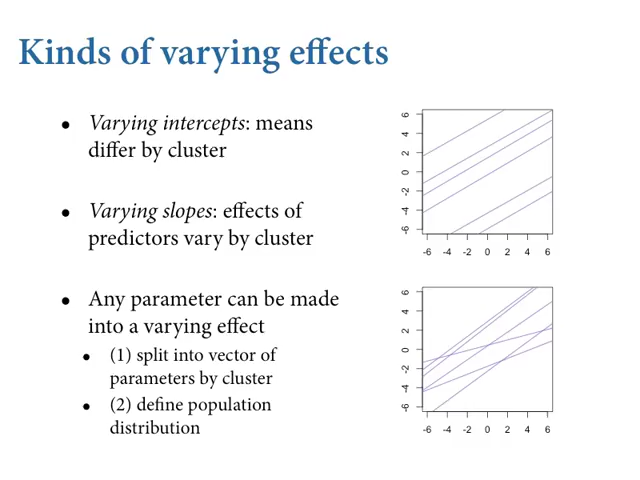 Kinds of varying effects
• Varying intercepts: means
differ by cluster
• Varying slopes: effects of
predictors vary by cluster
• Any parameter can be made
into a varying effect
• (1) split into vector of
parameters by cluster
• (2) define population
distribution
6
4
2
0
-2
-4
-6
-6 -4 -2 0 2 4 6
6
4
2
0
-2
-4
-6
-6 -4 -2 0 2 4 6